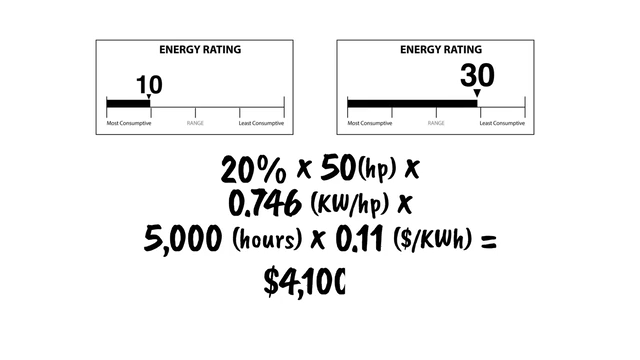 ENERGY RATING
10
Most Consumptive RANGE Least Consumptive
ENERGY RATING
30
Most Consumptive RANGE Least Consumptive
20% x 50(hp) x
0.746 (KW/hp) x
5,000 (hours) x 0.11 ($/KWh) =
$4,100